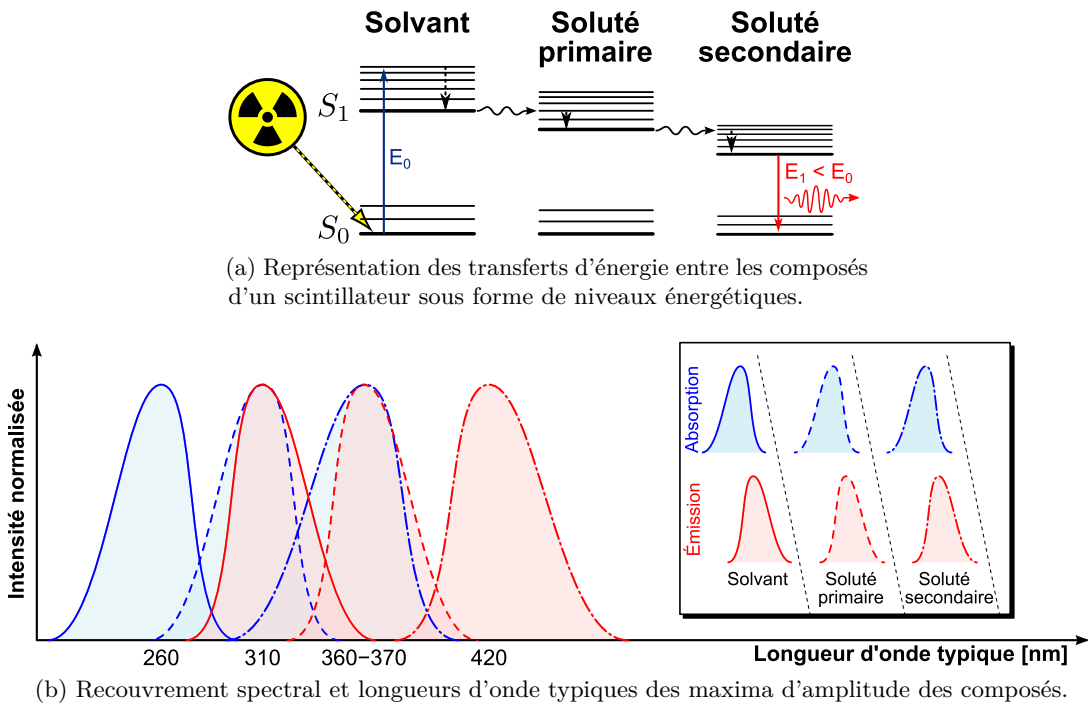 Solvant
Soluté
primaire
Soluté
secondaire
S1
E0
E1 < E0
S0
(a) Représentation des transferts d'énergie entre les composés
d'un scintillateur sous forme de niveaux énergétiques.
Intensité normalisée
260
310
360−370
420
Longueur d'onde typique [nm]
Absorption
Émission
Solvant
Soluté
primaire
Soluté
secondaire
(b) Recouvrement spectral et longueurs d'onde typiques des maxima d'amplitude des composés.